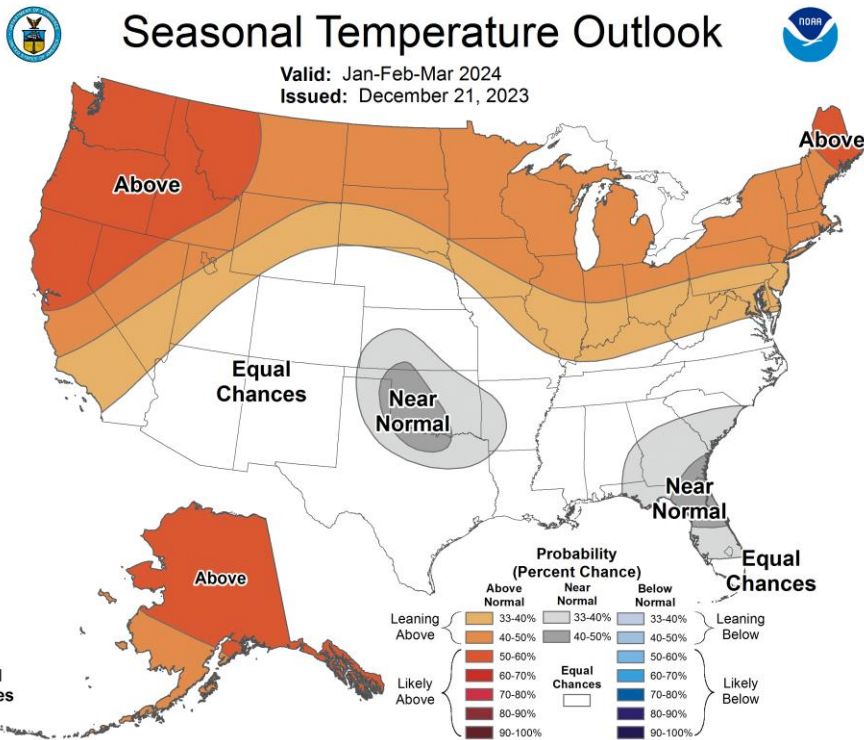 Seasonal Temperature Outlook
NOAA
Valid: Jan-Feb-Mar 2024
Issued: December 21, 2023
Above
Above
Equal
Chances
Near
Normal
Near
Normal
Equal
Chances
Above
Probability
(Percent Chance)
Above
Normal
Near
Normal
Below
Normal
Leaning
Above
33-40%
33-40%
33-40%
Leaning
Below
40-50%
40-50%
40-50%
Likely
Above
50-60%
50-60%
Likely
Below
60-70%
60-70%
70-80%
Equal
Chances
70-80%
80-90%
80-90%
90-100%
90-100%
l
es